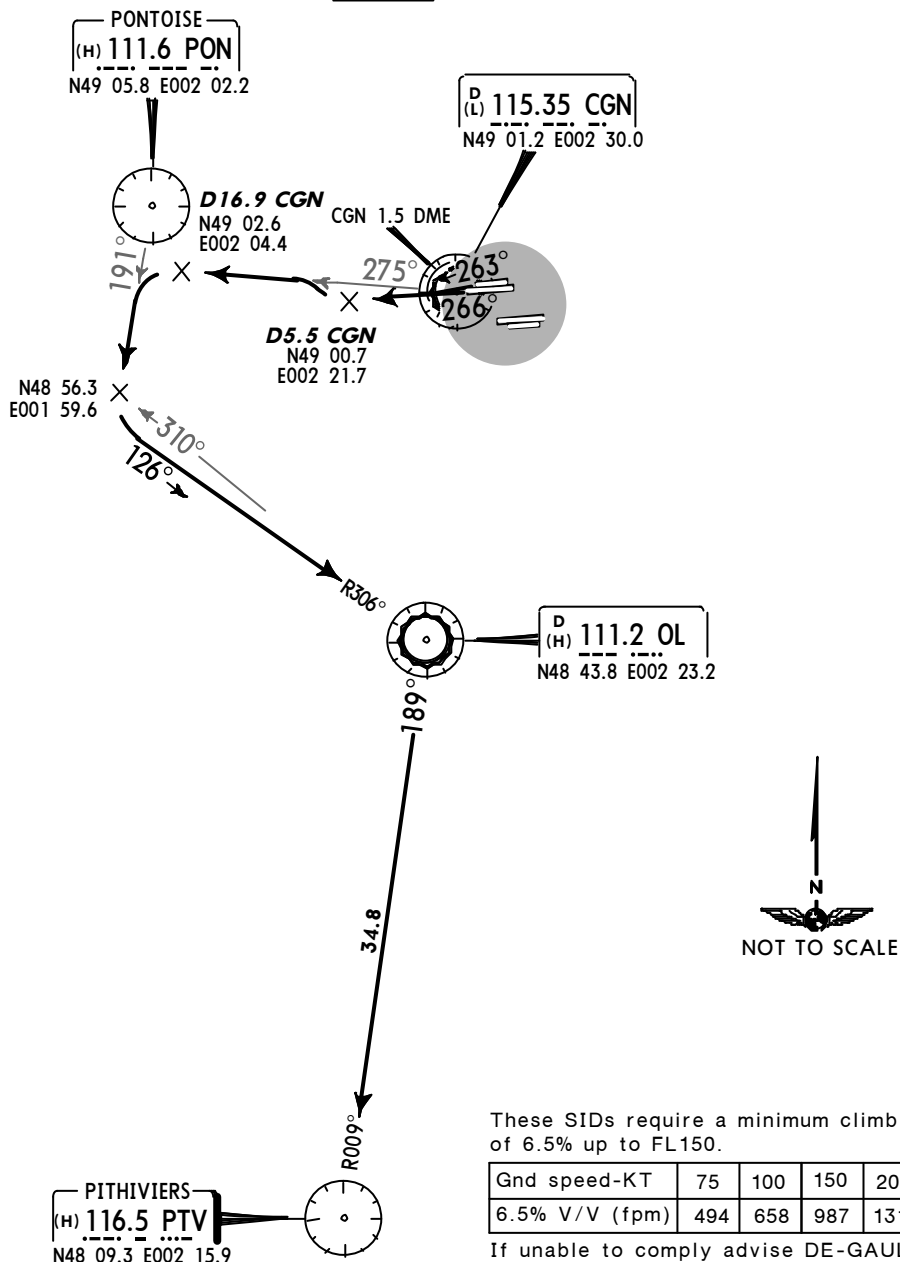 PONTOISE
(H) 111.6 PON
N49 05.8 E002 02.2
D
(L) 115.35 CGN
N49 01.2 E002 30.0
D16.9 CGN
N49 02.6
E002 04.4
CGN 1.5 DME
191°
275°
263°
266°
D5.5 CGN
N49 00.7
E002 21.7
N48 56.3
E001 59.6
310°
126°
R306°
D
(H) 111.2 OL
N48 43.8 E002 23.2
189°
34.8
N
NOT TO SCALE
R009°
PITHIVIERS
(H) 116.5 PTV
N48 09.3 E002 15.9
These SIDs require a minimum climb
of 6.5% up to FL150.
Gnd speed-KT 75 100 150
6.5% V/V (fpm) 494 658 987
If unable to comply advise